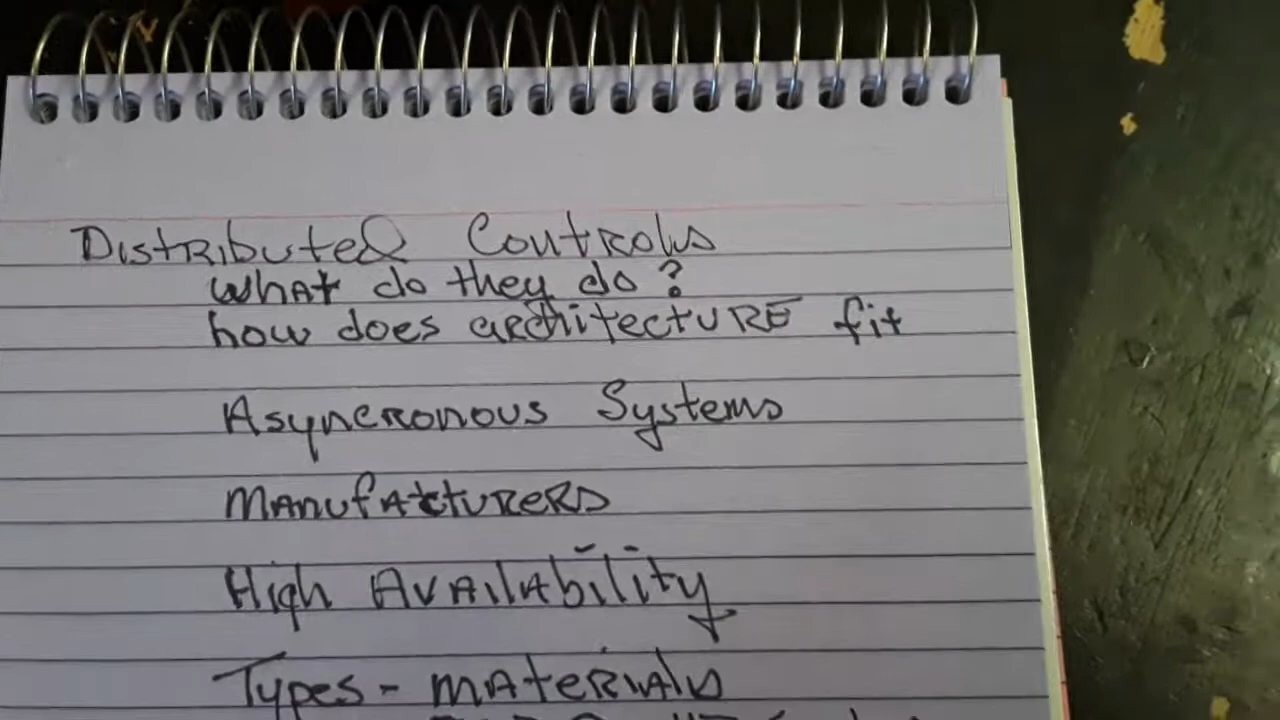 Distributed Controls
what do they do?
how does architecture fit
Asyncronous Systems
Manufacturers
High Availability
Types - materials